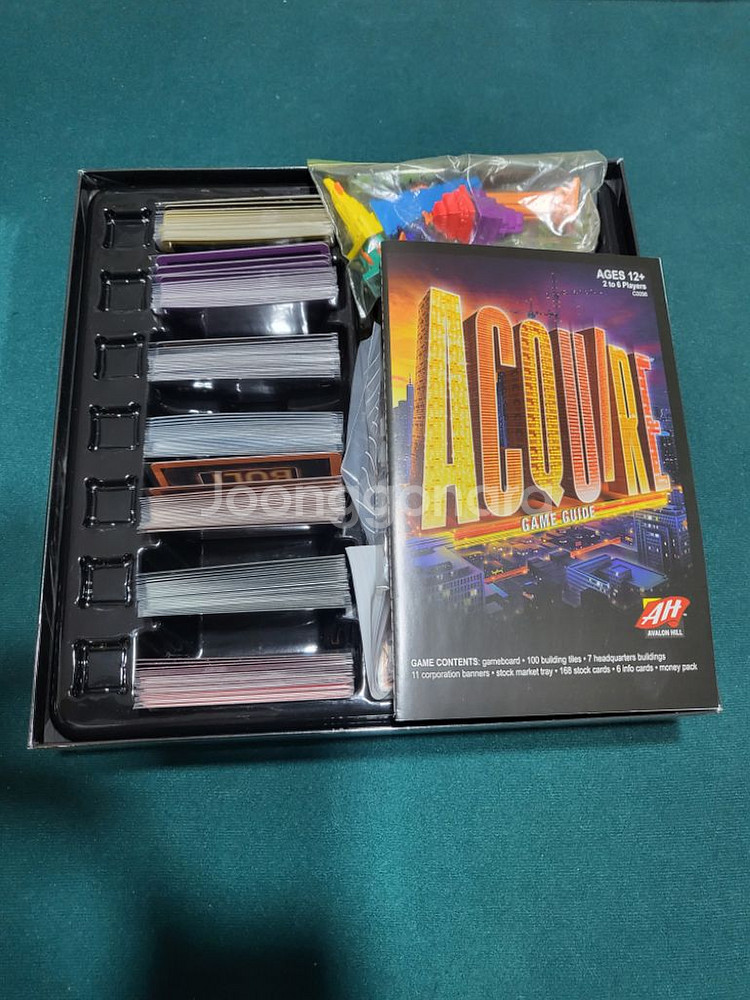 AGES 12+
2 to 6 Players
C0295
ACQUIRE
GAME GUIDE
Joonggonara
AH
AVALON HILL
GAME CONTENTS: gameboard • 100 building tiles • 7 headquarters buildings
11 corporation banners • stock market tray • 168 stock cards • 6 info cards • money pack